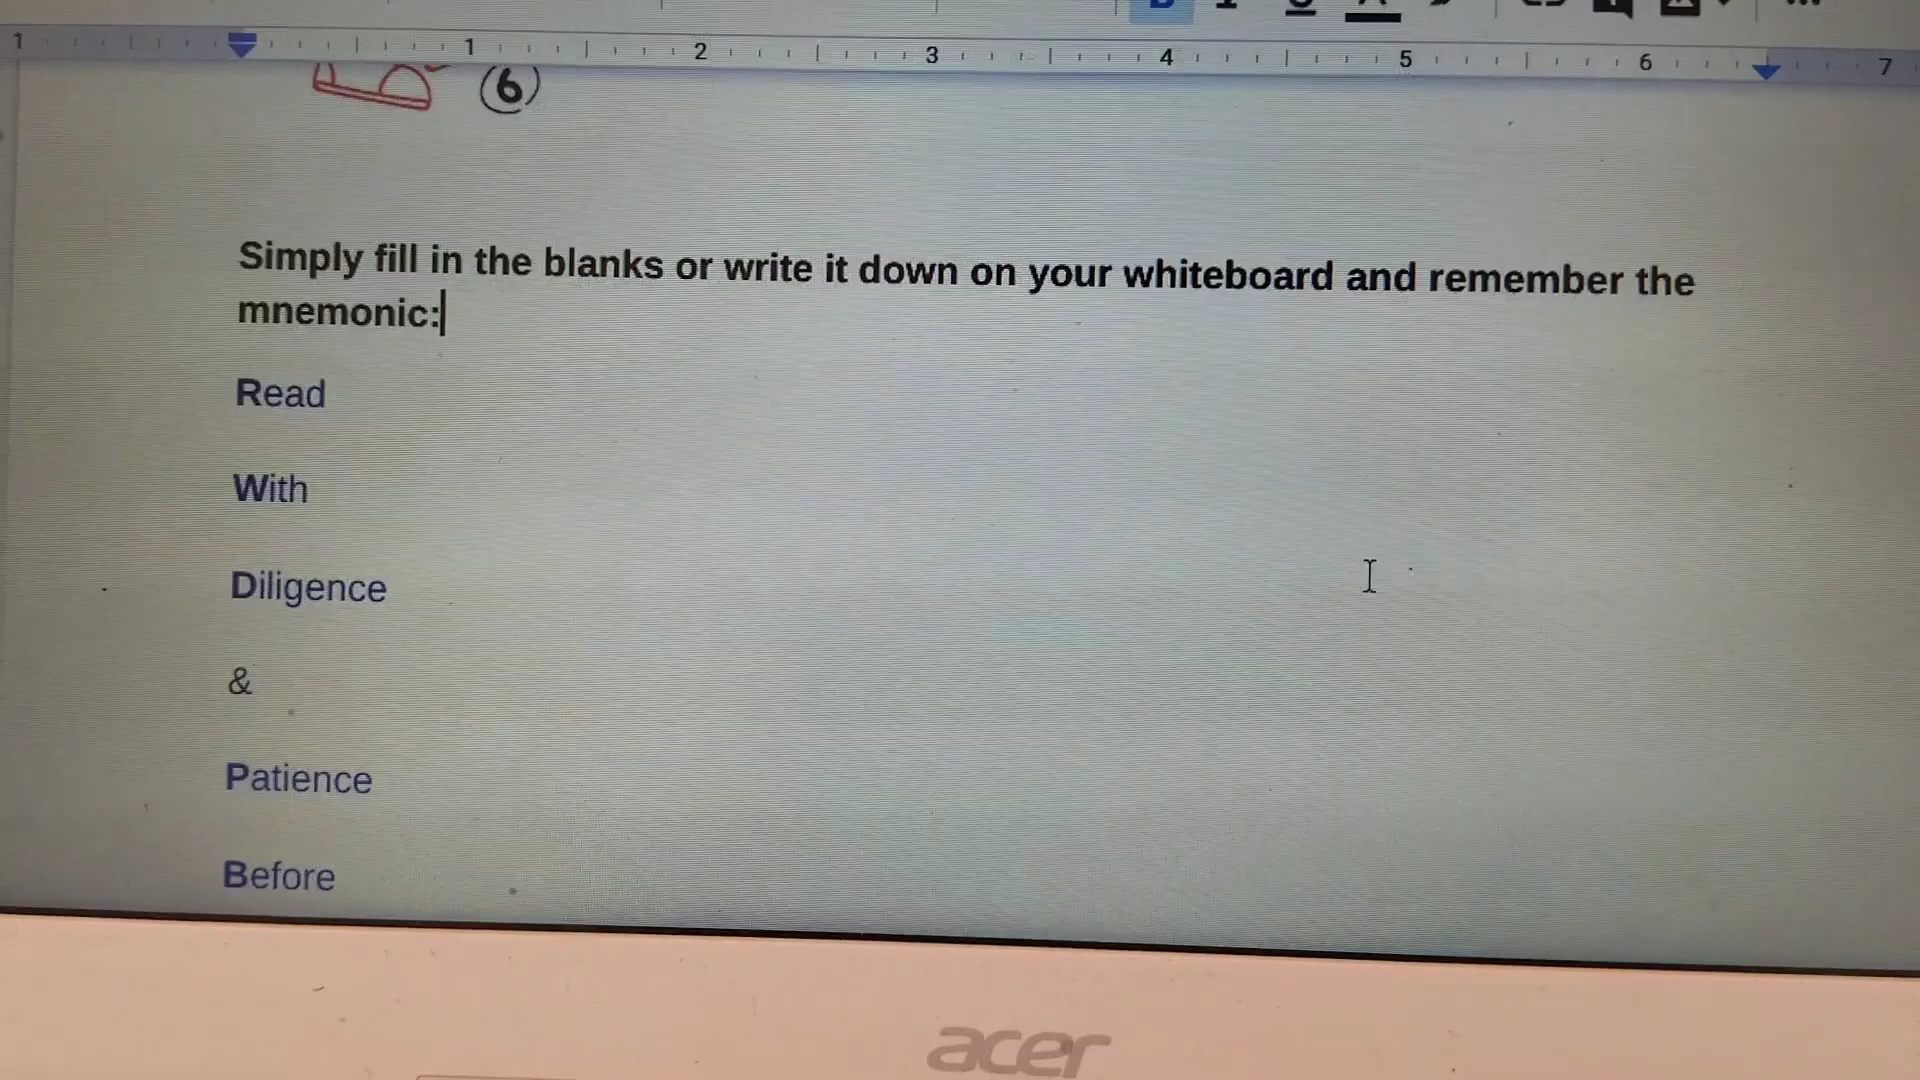 1 1 2 3 4 5 6 7
6
Simply fill in the blanks or write it down on your whiteboard and remember the
mnemonic:
Read
With
Diligence
&
Patience
Before
acer